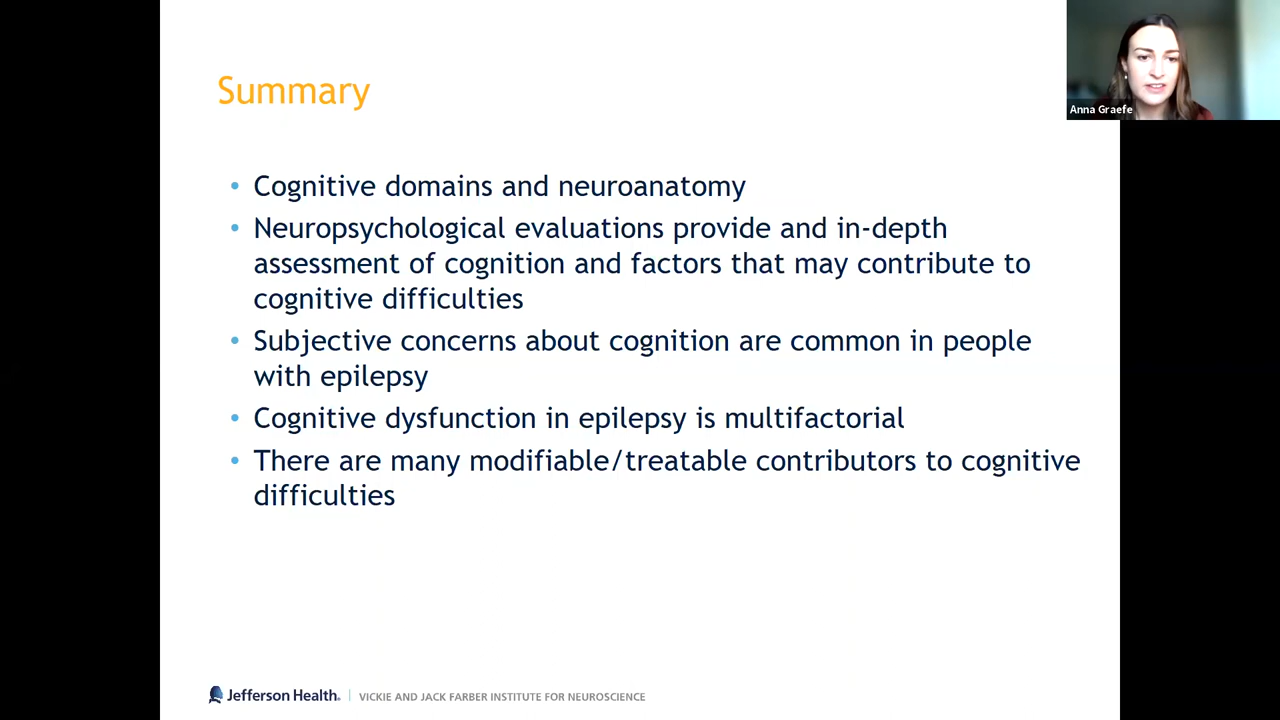 Summary
Anna Graefe
• Cognitive domains and neuroanatomy
• Neuropsychological evaluations provide and in-depth
assessment of cognition and factors that may contribute to
cognitive difficulties
• Subjective concerns about cognition are common in people
with epilepsy
• Cognitive dysfunction in epilepsy is multifactorial
• There are many modifiable/treatable contributors to cognitive
difficulties
Jefferson Health. | VICKIE AND JACK FARBER INSTITUTE FOR NEUROSCIENCE